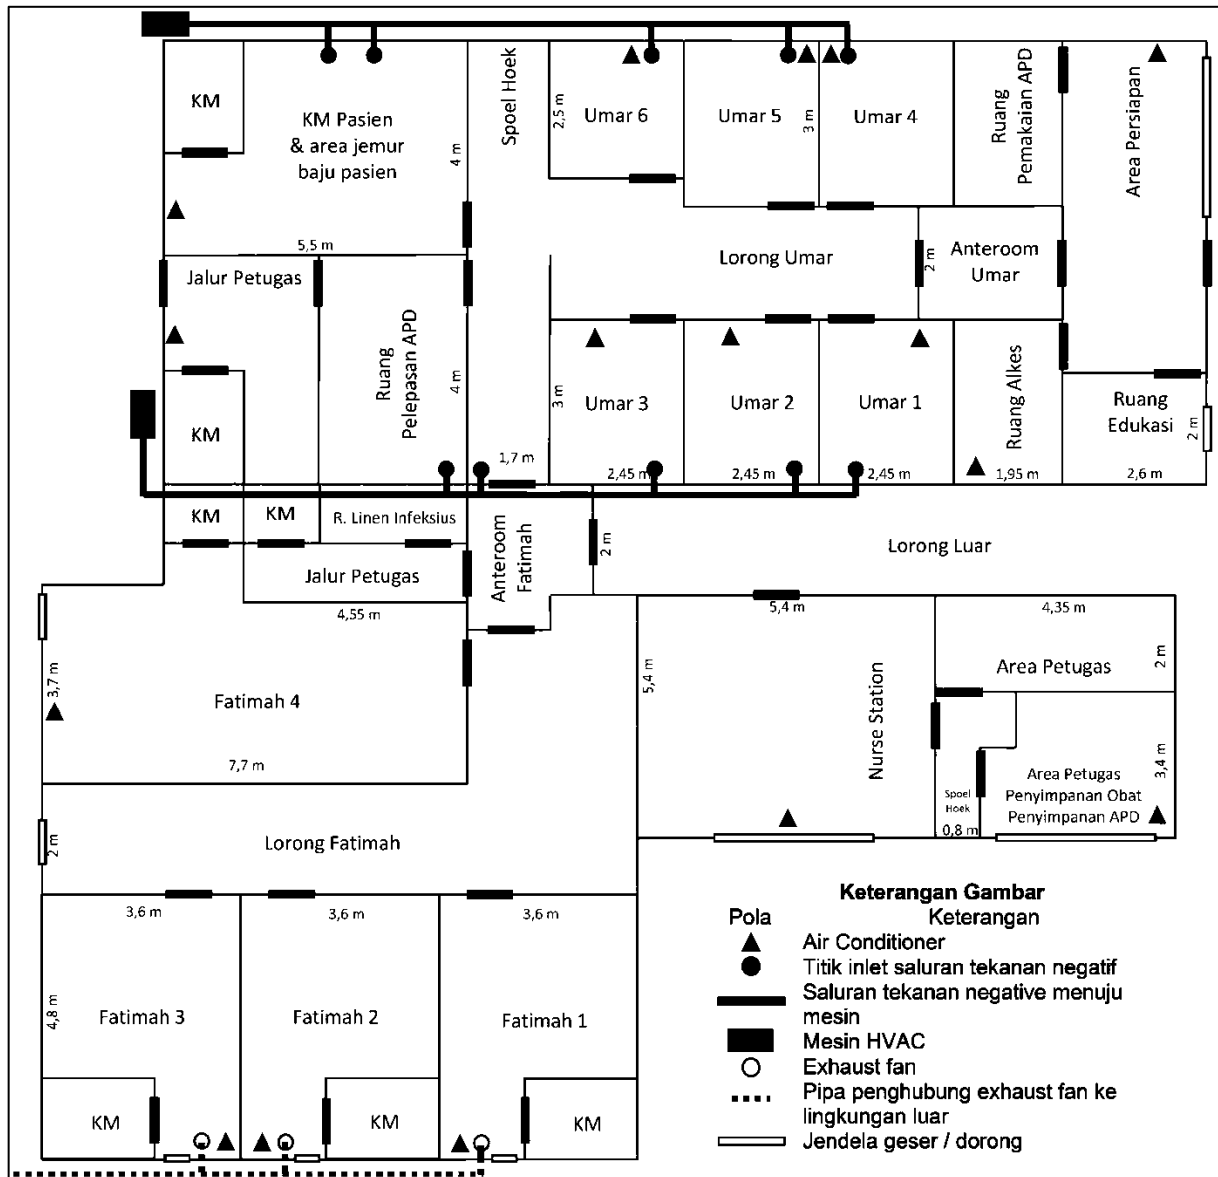 KM
KM Pasien
& area jemur
baju pasien
4 m
5,5 m
Spoel Hoek
2,5 m
Umar 6
Umar 5
3 m
Umar 4
Ruang
Pemakaian APD
Area Persiapan
Lorong Umar
2 m
Anteroom
Umar
Jalur Petugas
Ruang
Pelepasan APD
4 m
KM
3 m
Umar 3
Umar 2
Umar 1
Ruang Alkes
Ruang
Edukasi
2 m
1,7 m
2,45 m
2,45 m
2,45 m
1,95 m
2,6 m
KM
KM
R. Linen Infeksius
Anteroom
Fatimah
2 m
Lorong Luar
Jalur Petugas
4,55 m
5,4 m
4,35 m
3,7 m
Fatimah 4
7,7 m
5,4 m
Nurse Station
Area Petugas
2 m
Spoel
Hoek
0,8 m
Area Petugas
Penyimpanan Obat
Penyimpanan APD
3,4 m
2 m
Lorong Fatimah
3,6 m
3,6 m
3,6 m
4,8 m
Fatimah 3
Fatimah 2
Fatimah 1
KM
KM
KM
Keterangan Gambar
Pola Keterangan
Air Conditioner
Titik inlet saluran tekanan negatif
Saluran tekanan negative menuju
mesin
Mesin HVAC
Exhaust fan
Pipa penghubung exhaust fan ke
lingkungan luar
Jendela geser / dorong